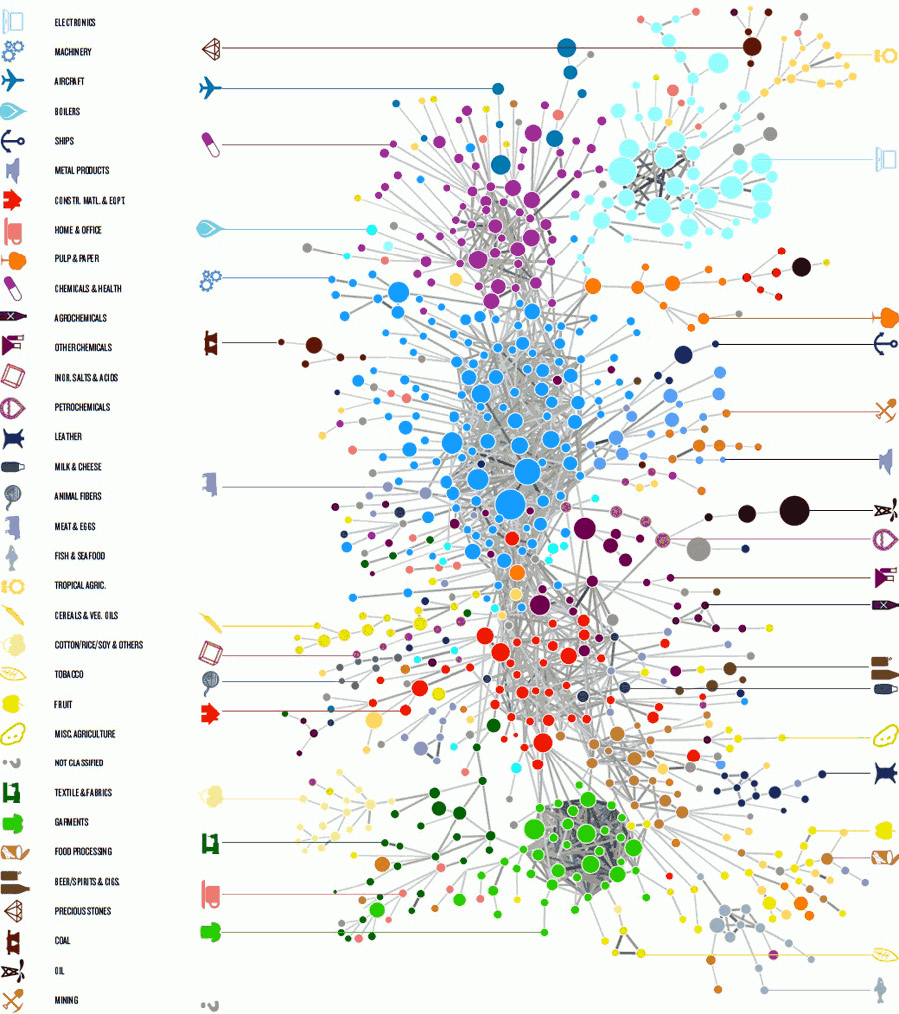 ELECTRONICS
MACHINERY
AIRCRAFT
BOILERS
SHIPS
METAL PRODUCTS
CONSTR. MATL. & EQPT.
HOME & OFFICE
PULP & PAPER
CHEMICALS & HEALTH
AGROCHEMICALS
OTHER CHEMICALS
INOR. SALTS & ACIDS
PETROCHEMICALS
LEATHER
MILK & CHEESE
ANIMAL FIBERS
MEAT & EGGS
FISH & SEAFOOD
TROPICAL AGRIC.
CEREALS & VEG. OILS
COTTON/RICE/SOY & OTHERS
TOBACCO
FRUIT
MISC. AGRICULTURE
NOT CLASSIFIED
TEXTILE & FABRICS
GARMENTS
FOOD PROCESSING
BEER/SPIRITS & CIGS.
PRECIOUS STONES
COAL
OIL
MINING